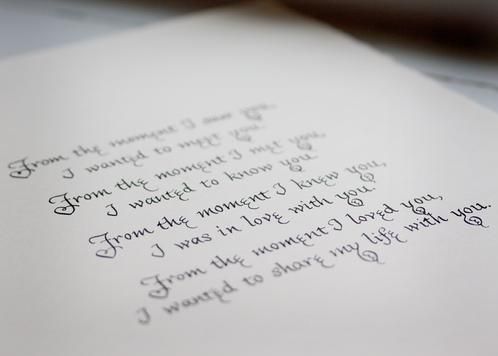 From the moment I saw you,
I wanted to meet you.
From the moment I met you,
I wanted to know you.
From the moment I knew you,
I was in love with you.
From the moment I loved you,
I wanted to share my life with you.